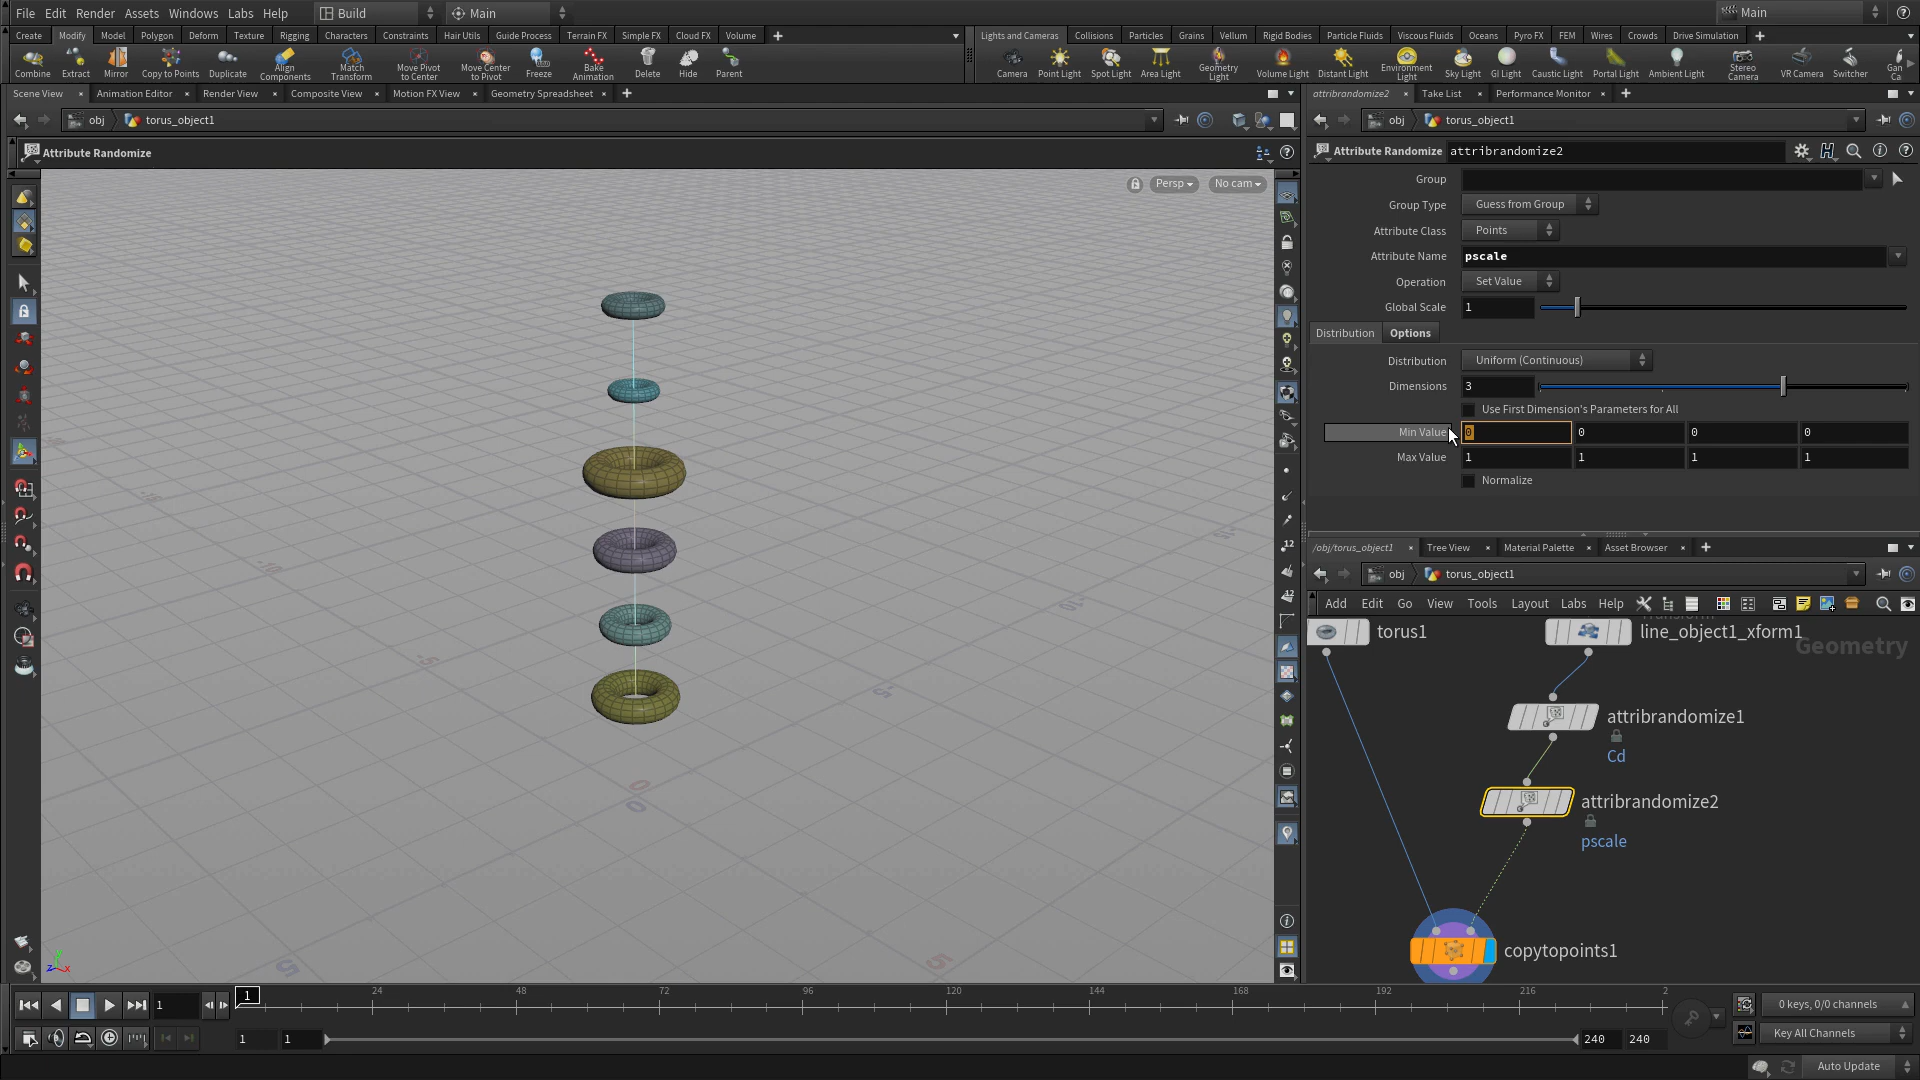 File Edit Render Assets Windows Labs Help Build Main Main
Create Modify Model Polygon Deform Texture Rigging Characters Constraints Hair Utils Guide Process Terrain FX Simple FX Cloud FX Volume
Lights and Cameras Collisions Particles Grains Vellum Rigid Bodies Particle Fluids Viscous Fluids Oceans Pyro FX FEM Wires Crowds Drive Simulation
Combine Extract Mirror Copy to Points Duplicate Align Components Match Transform Move Pivot to Center Move Center to Pivot Freeze Bake Animation Delete Hide Parent
Camera Point Light Spot Light Area Light Geometry Light Volume Light Distant Light Environment Light Sky Light GI Light Caustic Light Portal Light Ambient Light Stereo Camera VR Camera Switcher Gan Ca
Scene View Animation Editor Render View Composite View Motion FX View Geometry Spreadsheet
attribrandomize2 Take List Performance Monitor
obj torus_object1
obj torus_object1
Attribute Randomize
Attribute Randomize attribrandomize2
Persp No cam
Group
Group Type Guess from Group
Attribute Class Points
Attribute Name pscale
Operation Set Value
Global Scale 1
Distribution Options
Distribution Uniform (Continuous)
Dimensions 3
Use First Dimension's Parameters for All
Min Value 0 0 0 0
Max Value 1 1 1 1
Normalize
/obj/torus_object1 Tree View Material Palette Asset Browser
obj torus_object1
Add Edit Go View Tools Layout Labs Help
torus1 line_object1_xform1
Geometry
attribrandomize1
Cd
attribrandomize2
pscale
copytopoints1
-10
-5
0
0
5
5
1 1 24 48 72 96 120 144 168 192 216 2
0 keys, 0/0 channels
1 1 240 240
Key All Channels
Auto Update